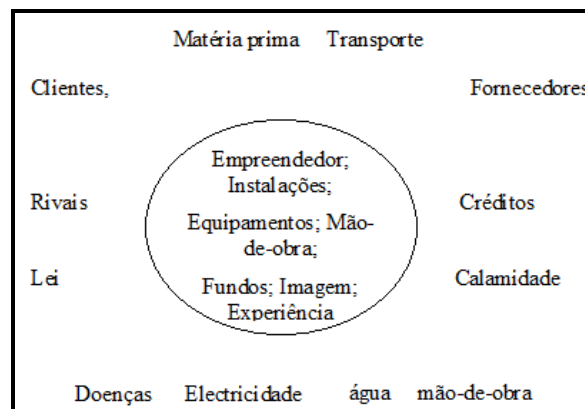 Matéria prima Transporte
Clientes, Fornecedores
Empreendedor;
Instalações;
Rivais Equipamentos; Mão- Créditos
de-obra;
Lei Fundos; Imagem; Calamidade
Experiência
Doenças Electricidade água mão-de-obra